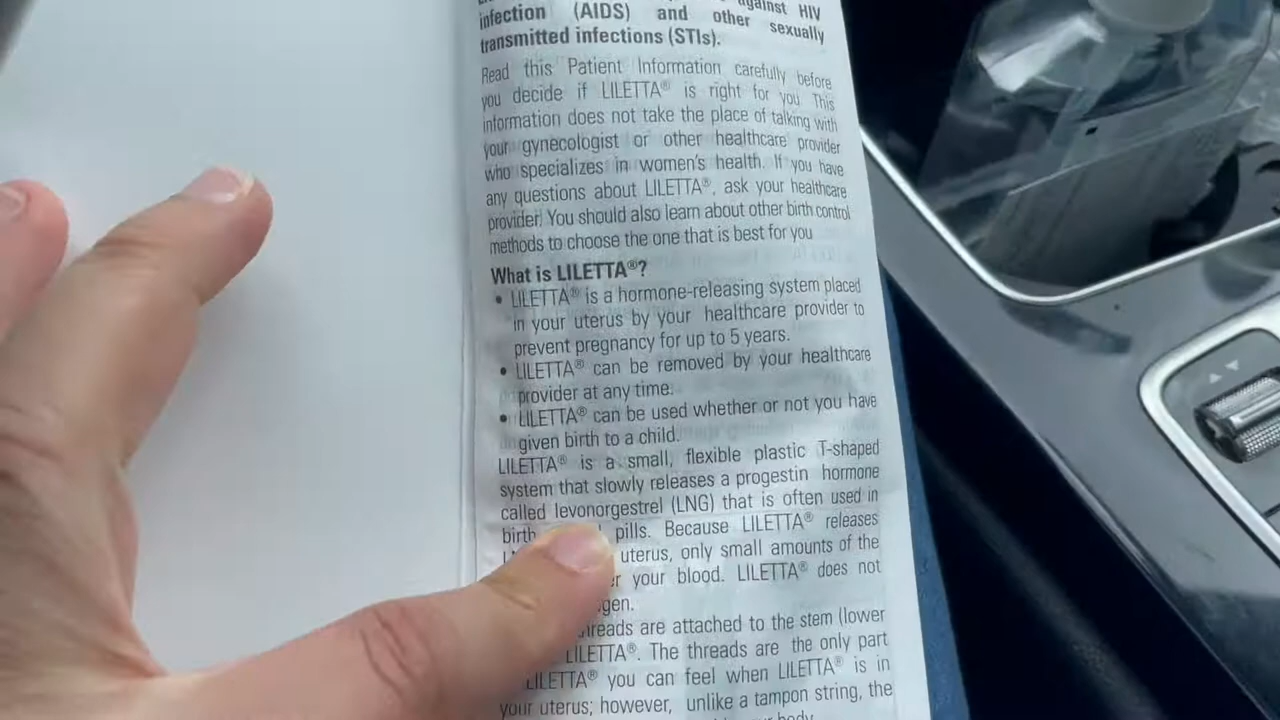 against HIV
infection (AIDS) and other sexually
transmitted infections (STIs).
Read this Patient Information carefully before
you decide if LILETTA® is right for you This
information does not take the place of talking with
your gynecologist or other healthcare provider
who specializes in women's health. If you have
any questions about LILETTA®, ask your healthcare
provider. You should also learn about other birth control
methods to choose the one that is best for you
What is LILETTA®?
• LILETTA® is a hormone-releasing system placed
in your uterus by your healthcare provider to
prevent pregnancy for up to 5 years.
• LILETTA® can be removed by your healthcare
provider at any time.
• LILETTA® can be used whether or not you have
given birth to a child.
LILETTA® is a small, flexible plastic T-shaped
system that slowly releases a progestin hormone
called levonorgestrel (LNG) that is often used in
birth pills. Because LILETTA® releases
uterus, only small amounts of the
your blood. LILETTA® does not
threads are attached to the stem (lower
LILETTA®. The threads are the only part
LILETTA® you can feel when LILETTA® is in
your uterus; however, unlike a tampon string, the
body.